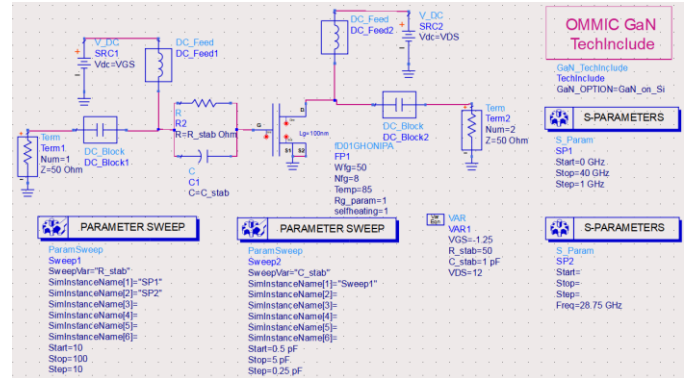 V_DC
SRC1
Vdc=VGS
DC_Feed
DC_Feed1
DC_Feed
DC_Feed2
V_DC
SRC2
Vdc=VDS
OMMIC GaN
TechInclude
GaN_TechInclude
TechInclude
GaN_OPTION=GaN_on_Si
Term
Term1
Num=1
Z=50 Ohm
DC_Block
DC_Block1
R
R2
R=R_stab Ohm
C
C1
C=C_stab
G
D
Lg=100nm
S1
S2
fD01GHONIPA
FP1
Wfg=50
Nfg=8
Temp=85
Rg_param=1
selfheating=1
DC_Block
DC_Block2
Term
Term2
Num=2
Z=50 Ohm
S-PARAMETERS
S_Param
SP1
Start=0 GHz
Stop=40 GHz
Step=1 GHz
PARAMETER SWEEP
ParamSweep
Sweep1
SweepVar="R_stab"
SimInstanceName[1]="SP1"
SimInstanceName[2]="SP2"
SimInstanceName[3]=
SimInstanceName[4]=
SimInstanceName[5]=
SimInstanceName[6]=
Start=10
Stop=100
Step=10
PARAMETER SWEEP
ParamSweep
Sweep2
SweepVar="C_stab"
SimInstanceName[1]="Sweep1"
SimInstanceName[2]=
SimInstanceName[3]=
SimInstanceName[4]=
SimInstanceName[5]=
SimInstanceName[6]=
Start=0.5 pF
Stop=5 pF
Step=0.25 pF
Var
Eqn
VAR
VAR1
VGS=-1.25
R_stab=50
C_stab=1 pF
VDS=12
S-PARAMETERS
S_Param
SP2
Start=
Stop=
Step=
Freq=28.75 GHz